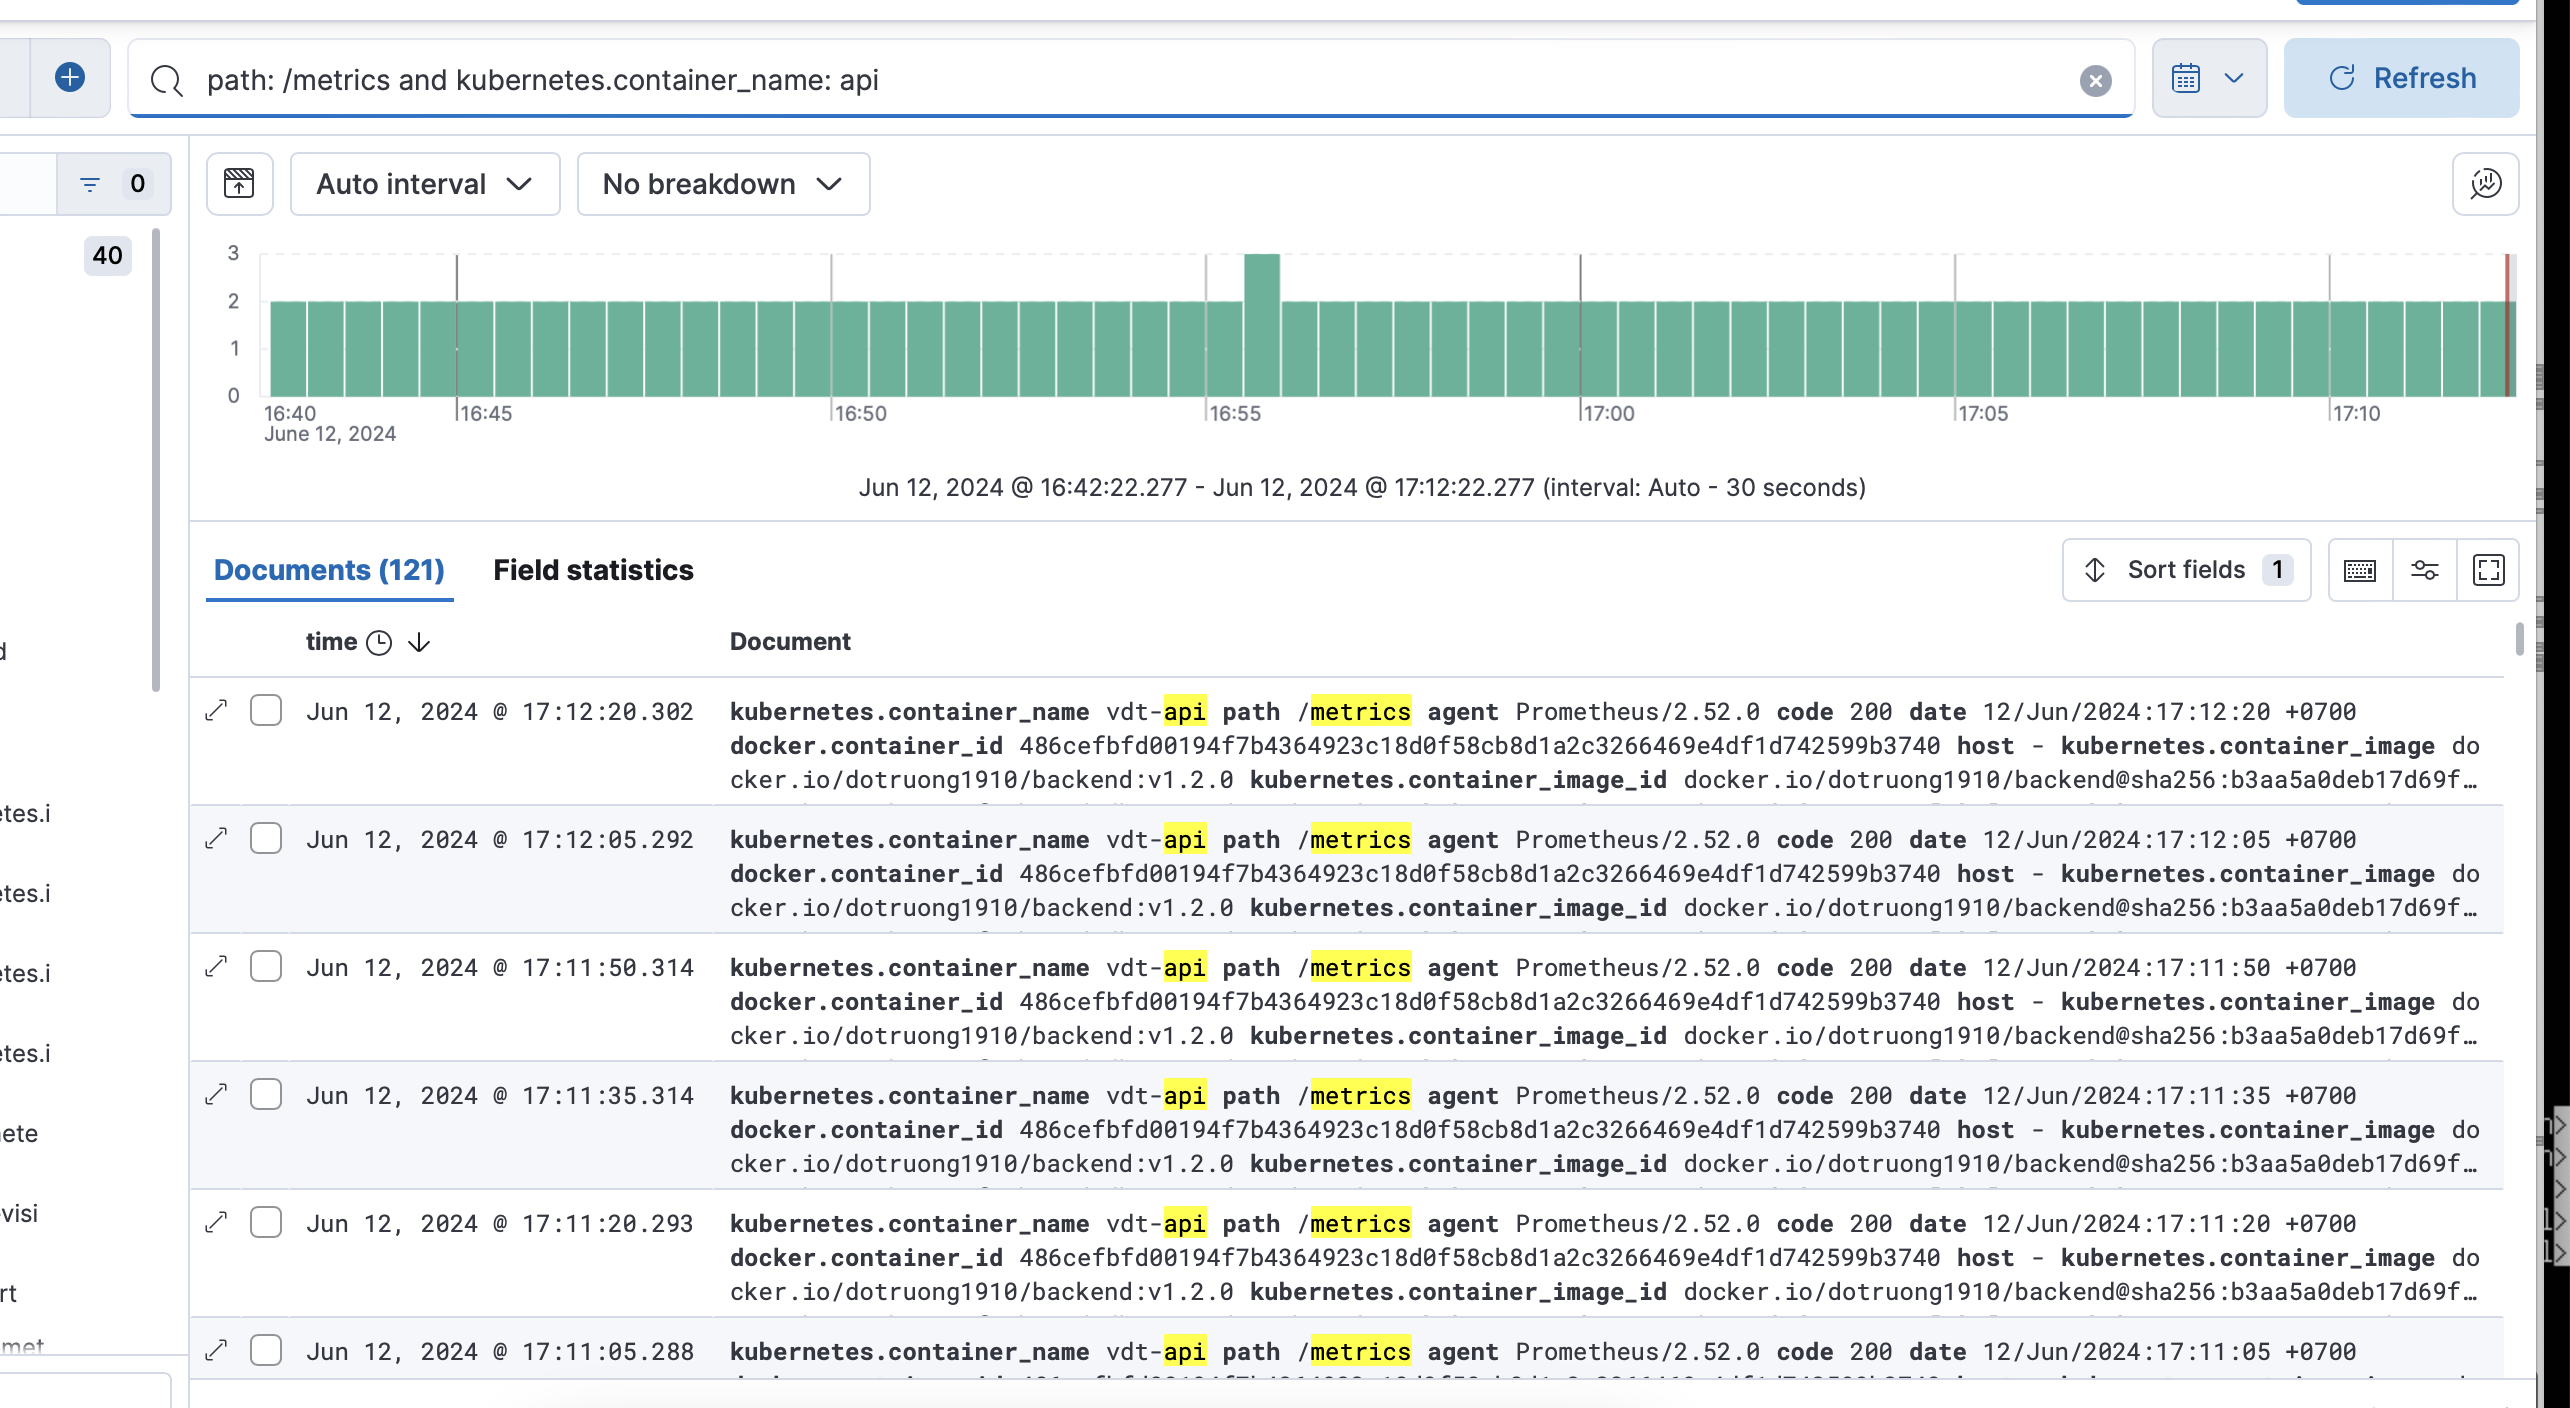 path: /metrics and kubernetes.container_name: api
Refresh
0
Auto interval
No breakdown
40
3
2
1
0
16:40
16:45
16:50
16:55
17:00
17:05
17:10
June 12, 2024
Jun 12, 2024 @ 16:42:22.277 - Jun 12, 2024 @ 17:12:22.277 (interval: Auto - 30 seconds)
Documents (121)
Field statistics
Sort fields 1
time
Document
Jun 12, 2024 @ 17:12:20.302
kubernetes.container_name vdt-api path /metrics agent Prometheus/2.52.0 code 200 date 12/Jun/2024:17:12:20 +0700
docker.container_id 486cefbfd00194f7b4364923c18d0f58cb8d1a2c3266469e4df1d742599b3740 host - kubernetes.container_image do
cker.io/dotruong1910/backend:v1.2.0 kubernetes.container_image_id docker.io/dotruong1910/backend@sha256:b3aa5a0deb17d69f…
Jun 12, 2024 @ 17:12:05.292
kubernetes.container_name vdt-api path /metrics agent Prometheus/2.52.0 code 200 date 12/Jun/2024:17:12:05 +0700
docker.container_id 486cefbfd00194f7b4364923c18d0f58cb8d1a2c3266469e4df1d742599b3740 host - kubernetes.container_image do
cker.io/dotruong1910/backend:v1.2.0 kubernetes.container_image_id docker.io/dotruong1910/backend@sha256:b3aa5a0deb17d69f…
Jun 12, 2024 @ 17:11:50.314
kubernetes.container_name vdt-api path /metrics agent Prometheus/2.52.0 code 200 date 12/Jun/2024:17:11:50 +0700
docker.container_id 486cefbfd00194f7b4364923c18d0f58cb8d1a2c3266469e4df1d742599b3740 host - kubernetes.container_image do
cker.io/dotruong1910/backend:v1.2.0 kubernetes.container_image_id docker.io/dotruong1910/backend@sha256:b3aa5a0deb17d69f…
Jun 12, 2024 @ 17:11:35.314
kubernetes.container_name vdt-api path /metrics agent Prometheus/2.52.0 code 200 date 12/Jun/2024:17:11:35 +0700
docker.container_id 486cefbfd00194f7b4364923c18d0f58cb8d1a2c3266469e4df1d742599b3740 host - kubernetes.container_image do
cker.io/dotruong1910/backend:v1.2.0 kubernetes.container_image_id docker.io/dotruong1910/backend@sha256:b3aa5a0deb17d69f…
Jun 12, 2024 @ 17:11:20.293
kubernetes.container_name vdt-api path /metrics agent Prometheus/2.52.0 code 200 date 12/Jun/2024:17:11:20 +0700
docker.container_id 486cefbfd00194f7b4364923c18d0f58cb8d1a2c3266469e4df1d742599b3740 host - kubernetes.container_image do
cker.io/dotruong1910/backend:v1.2.0 kubernetes.container_image_id docker.io/dotruong1910/backend@sha256:b3aa5a0deb17d69f…
Jun 12, 2024 @ 17:11:05.288
kubernetes.container_name vdt-api path /metrics agent Prometheus/2.52.0 code 200 date 12/Jun/2024:17:11:05 +0700
etes.i
etes.i
etes.i
etes.i
ete
visi
rt
met